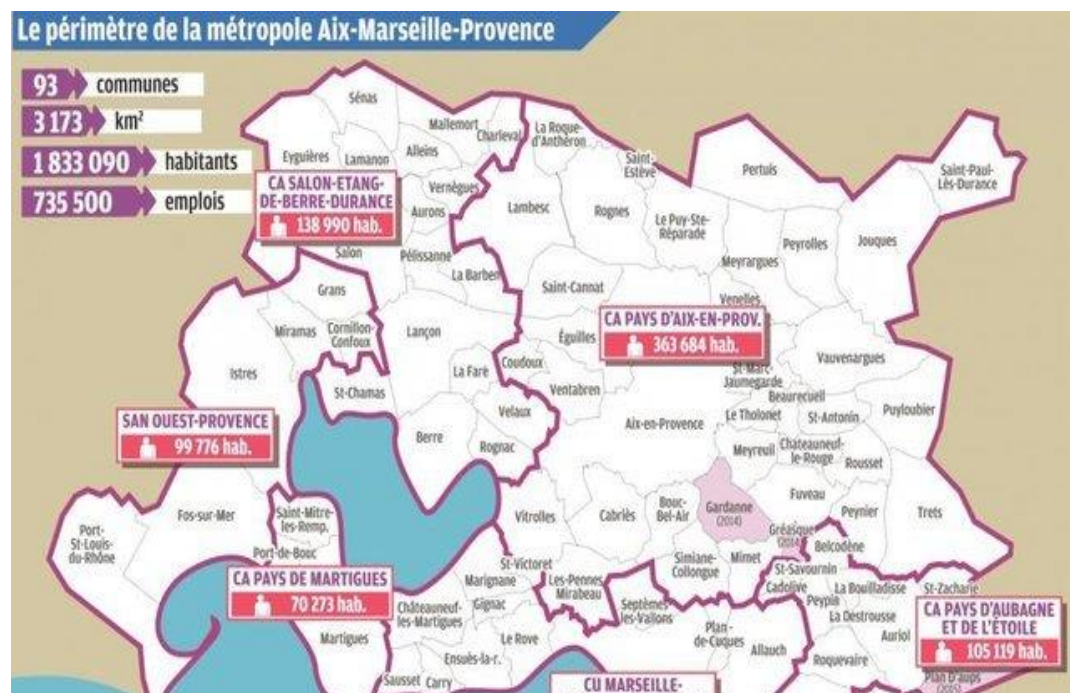 Le périmètre de la métropole Aix-Marseille-Provence
93 communes
3 173 km²
1 833 090 habitants
735 500 emplois
Sénas
Mallemort
Charleval
La Roque-
d'Anthéron
Alleins
Eyguières
Lamanon
Saint-
Estève
Pertuis
Saint-Paul-
Lès-Durance
CA SALON-ETANG-
DE-BERRE-DURANCE
138 990 hab.
Vernègues
Aurons
Lambesc
Rognes
Le Puy-Ste-
Réparade
Peyrolles
Jouques
Salon
Pélissanne
La Barben
Meyrargues
Grans
Saint-Cannat
Venelles
CA PAYS D'AIX-EN-PROV.
363 684 hab.
Miramas
Cornillon-
Confoux
Lançon
Éguilles
Istres
La Fare
Coudoux
Ventabren
St-Marc-
Jaumegarde
Vauvenargues
St-Chamas
Velaux
Beaurecueil
Puyloubier
SAN OUEST-PROVENCE
99 776 hab.
Berre
Rognac
Aix-en-Provence
Le Tholonet
St-Antonin
Meyreuil
Chateauneuf-
le-Rouge
Rousset
Port-
St-Louis-
du-Rhône
Fos-sur-Mer
Saint-Mitre-
les-Remp.
Vitrolles
Cabriès
Bouc-
Bel-Air
Gardanne
(2014)
Fuveau
Peynier
Trets
Gréasque
(2014
Port-de-Bouc
St-Victoret
Simiane-
Collongue
Mimet
Belcodène
CA PAYS DE MARTIGUES
70 273 hab.
Marignane
Les-Pennes-
Mirabeau
St-Savournin
Cadolive
La Bouilladisse
St-Zacharie
Châteauneuf-
les-Martigues
Gignac
Septèmes
les-Vallons
Peypin
La Destrousse
CA PAYS D'AUBAGNE
ET DE L'ÉTOILE
105 119 hab.
Martigues
Le Rove
Plan-
de-Cuques
Allauch
Auriol
Ensuès-la-r.
Roquevaire
Sausset
Carry
CU MARSEILLE-
Plan D'aups